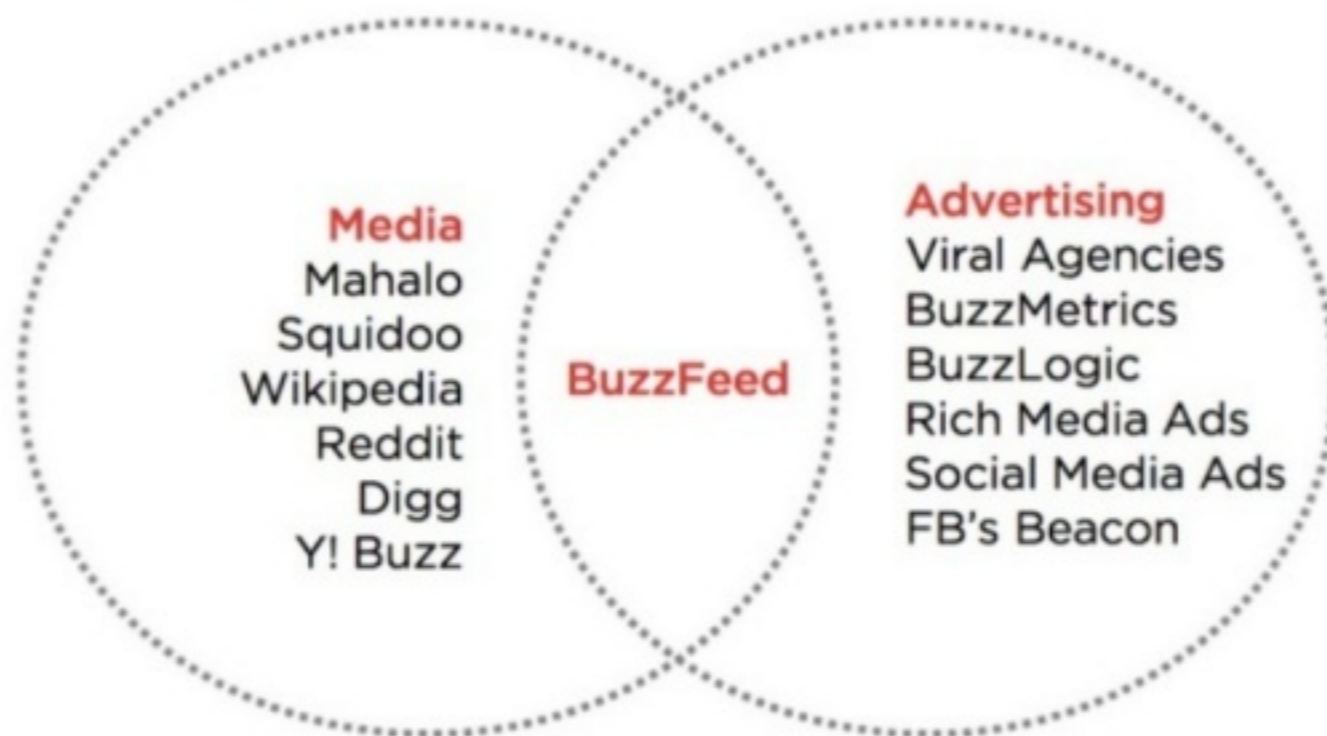 Media
Mahalo
Squidoo
Wikipedia
Reddit
Digg
Y! Buzz
BuzzFeed
Advertising
Viral Agencies
BuzzMetrics
BuzzLogic
Rich Media Ads
Social Media Ads
FB's Beacon